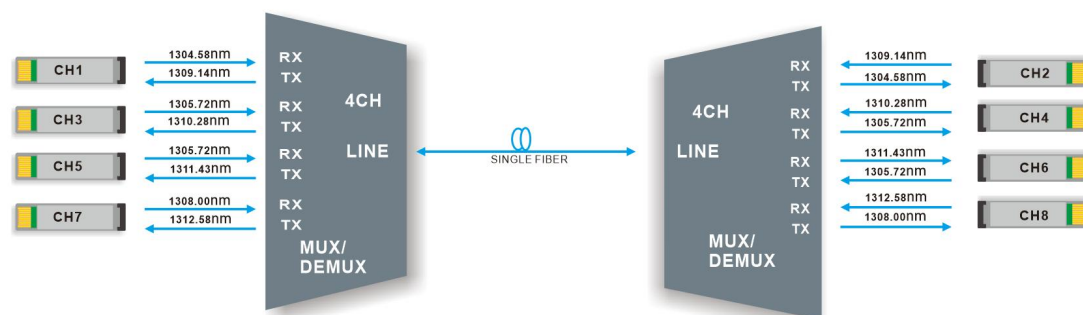 1304.58nm
CH1
RX
1309.14nm
TX
1305.72nm
CH3
RX
1310.28nm
TX
1305.72nm
CH5
RX
1311.43nm
TX
1308.00nm
CH7
RX
1312.58nm
TX
4CH
LINE
MUX/
DEMUX
SINGLE FIBER
4CH
LINE
MUX/
DEMUX
1309.14nm
RX
CH2
1304.58nm
TX
1310.28nm
RX
CH4
1305.72nm
TX
1311.43nm
RX
CH6
1305.72nm
TX
1312.58nm
RX
CH8
1308.00nm
TX